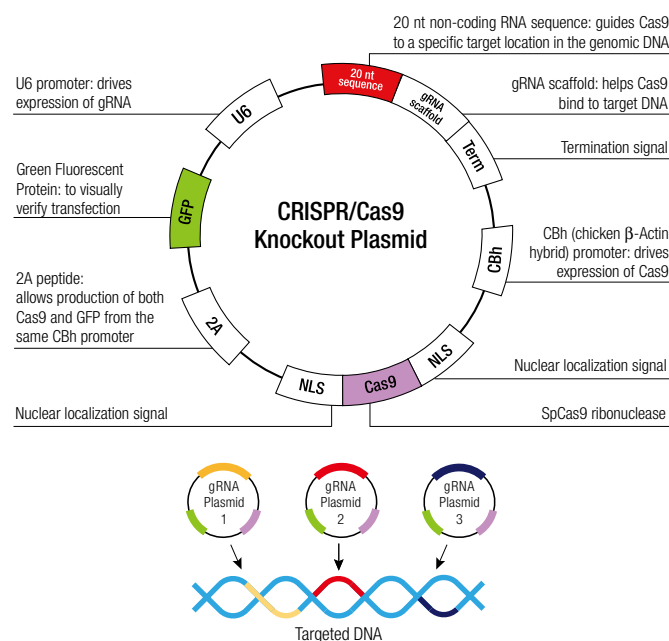 20 nt non-coding RNA sequence: guides Cas9
to a specific target location in the genomic DNA
U6 promoter: drives
expression of gRNA
20 nt
sequence
gRNA
scaffold
gRNA scaffold: helps Cas9
bind to target DNA
U6
Term
Termination signal
Green Fluorescent
Protein: to visually
verify transfection
GFP
CRISPR/Cas9
Knockout Plasmid
CBh
CBh (chicken β-Actin
hybrid) promoter: drives
expression of Cas9
2A peptide:
allows production of both
Cas9 and GFP from the
same CBh promoter
2A
NLS
Cas9
NLS
Nuclear localization signal
Nuclear localization signal
SpCas9 ribonuclease
gRNA
Plasmid
1
gRNA
Plasmid
2
gRNA
Plasmid
3
Targeted DNA